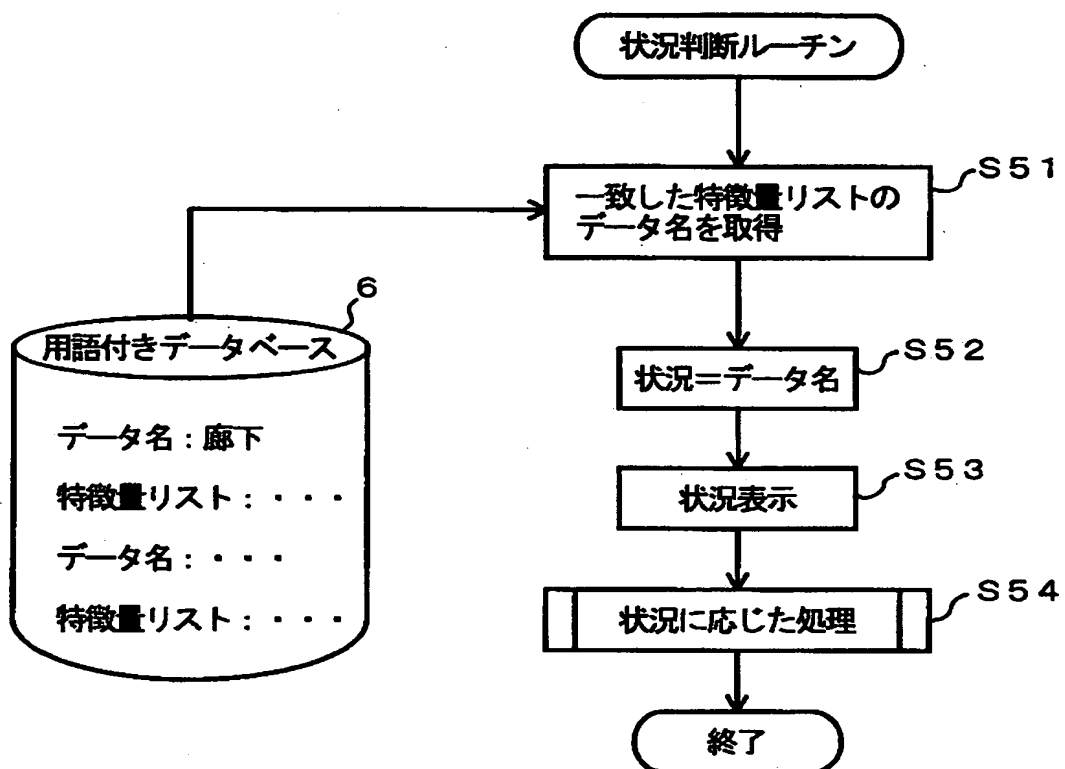 状況判断ルーチン
S51
一致した特徴量リストの
データ名を取得
6
用語付きデータベース
データ名：廊下
特徴量リスト：・・・・
データ名：・・・・
特徴量リスト：・・・・
S52
状況＝データ名
S53
状況表示
S54
状況に応じた処理
終了